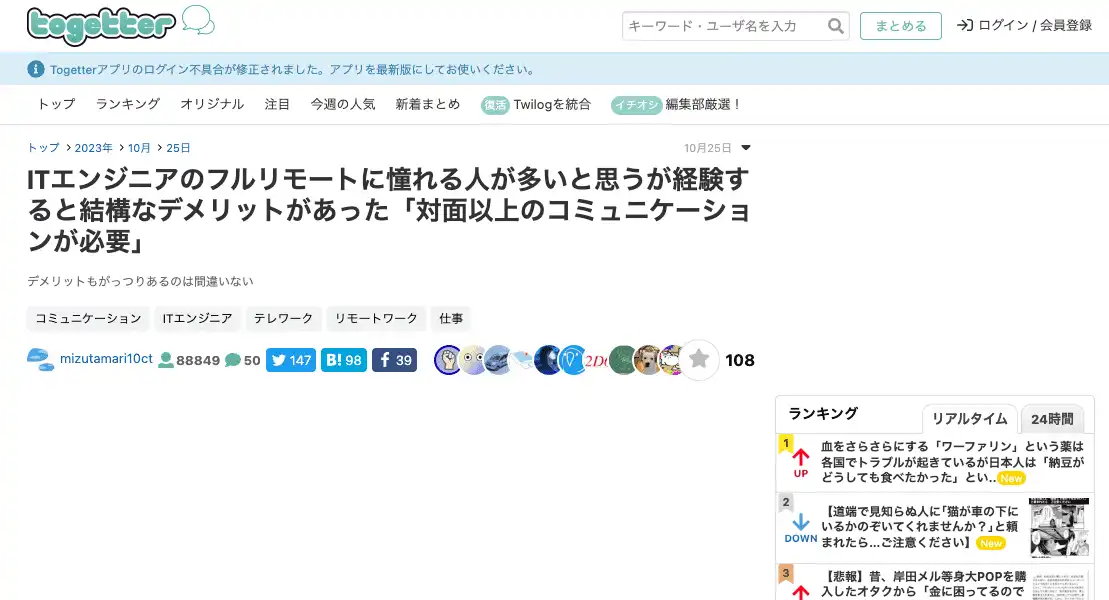 togetter
キーワード・ユーザ名を入力
まとめる
ログイン / 会員登録
Togetterアプリのログイン不具合が修正されました。アプリを最新版にしてお使いください。
トップ ランキング オリジナル 注目 今週の人気 新着まとめ 復活 Twilogを統合 イチオシ 編集部厳選！
トップ 2023年 10月 25日
10月25日
ITエンジニアのフルリモートに憧れる人が多いと思うが経験す
ると結構なデメリットがあった「対面以上のコミュニケーショ
ンが必要」
デメリットもがっつりあるのは間違いない
コミュニケーション ITエンジニア テレワーク リモートワーク 仕事
mizutamari10ct 88849 50 147 B! 98 f 39 108
ランキング リアルタイム 24時間
1
UP
血をさらさらにする「ワーファリン」という薬は
各国でトラブルが起きているが日本人は「納豆が
どうしても食べたかった」とい.. New
2
DOWN
【道端で見知らぬ人に｢猫が車の下に
いるかのぞいてくれませんか？｣と頼
まれたら…ご注意ください】 New
3
【悲報】昔、岸田メル等身大POPを購
入したオタクから「金に困ってるので